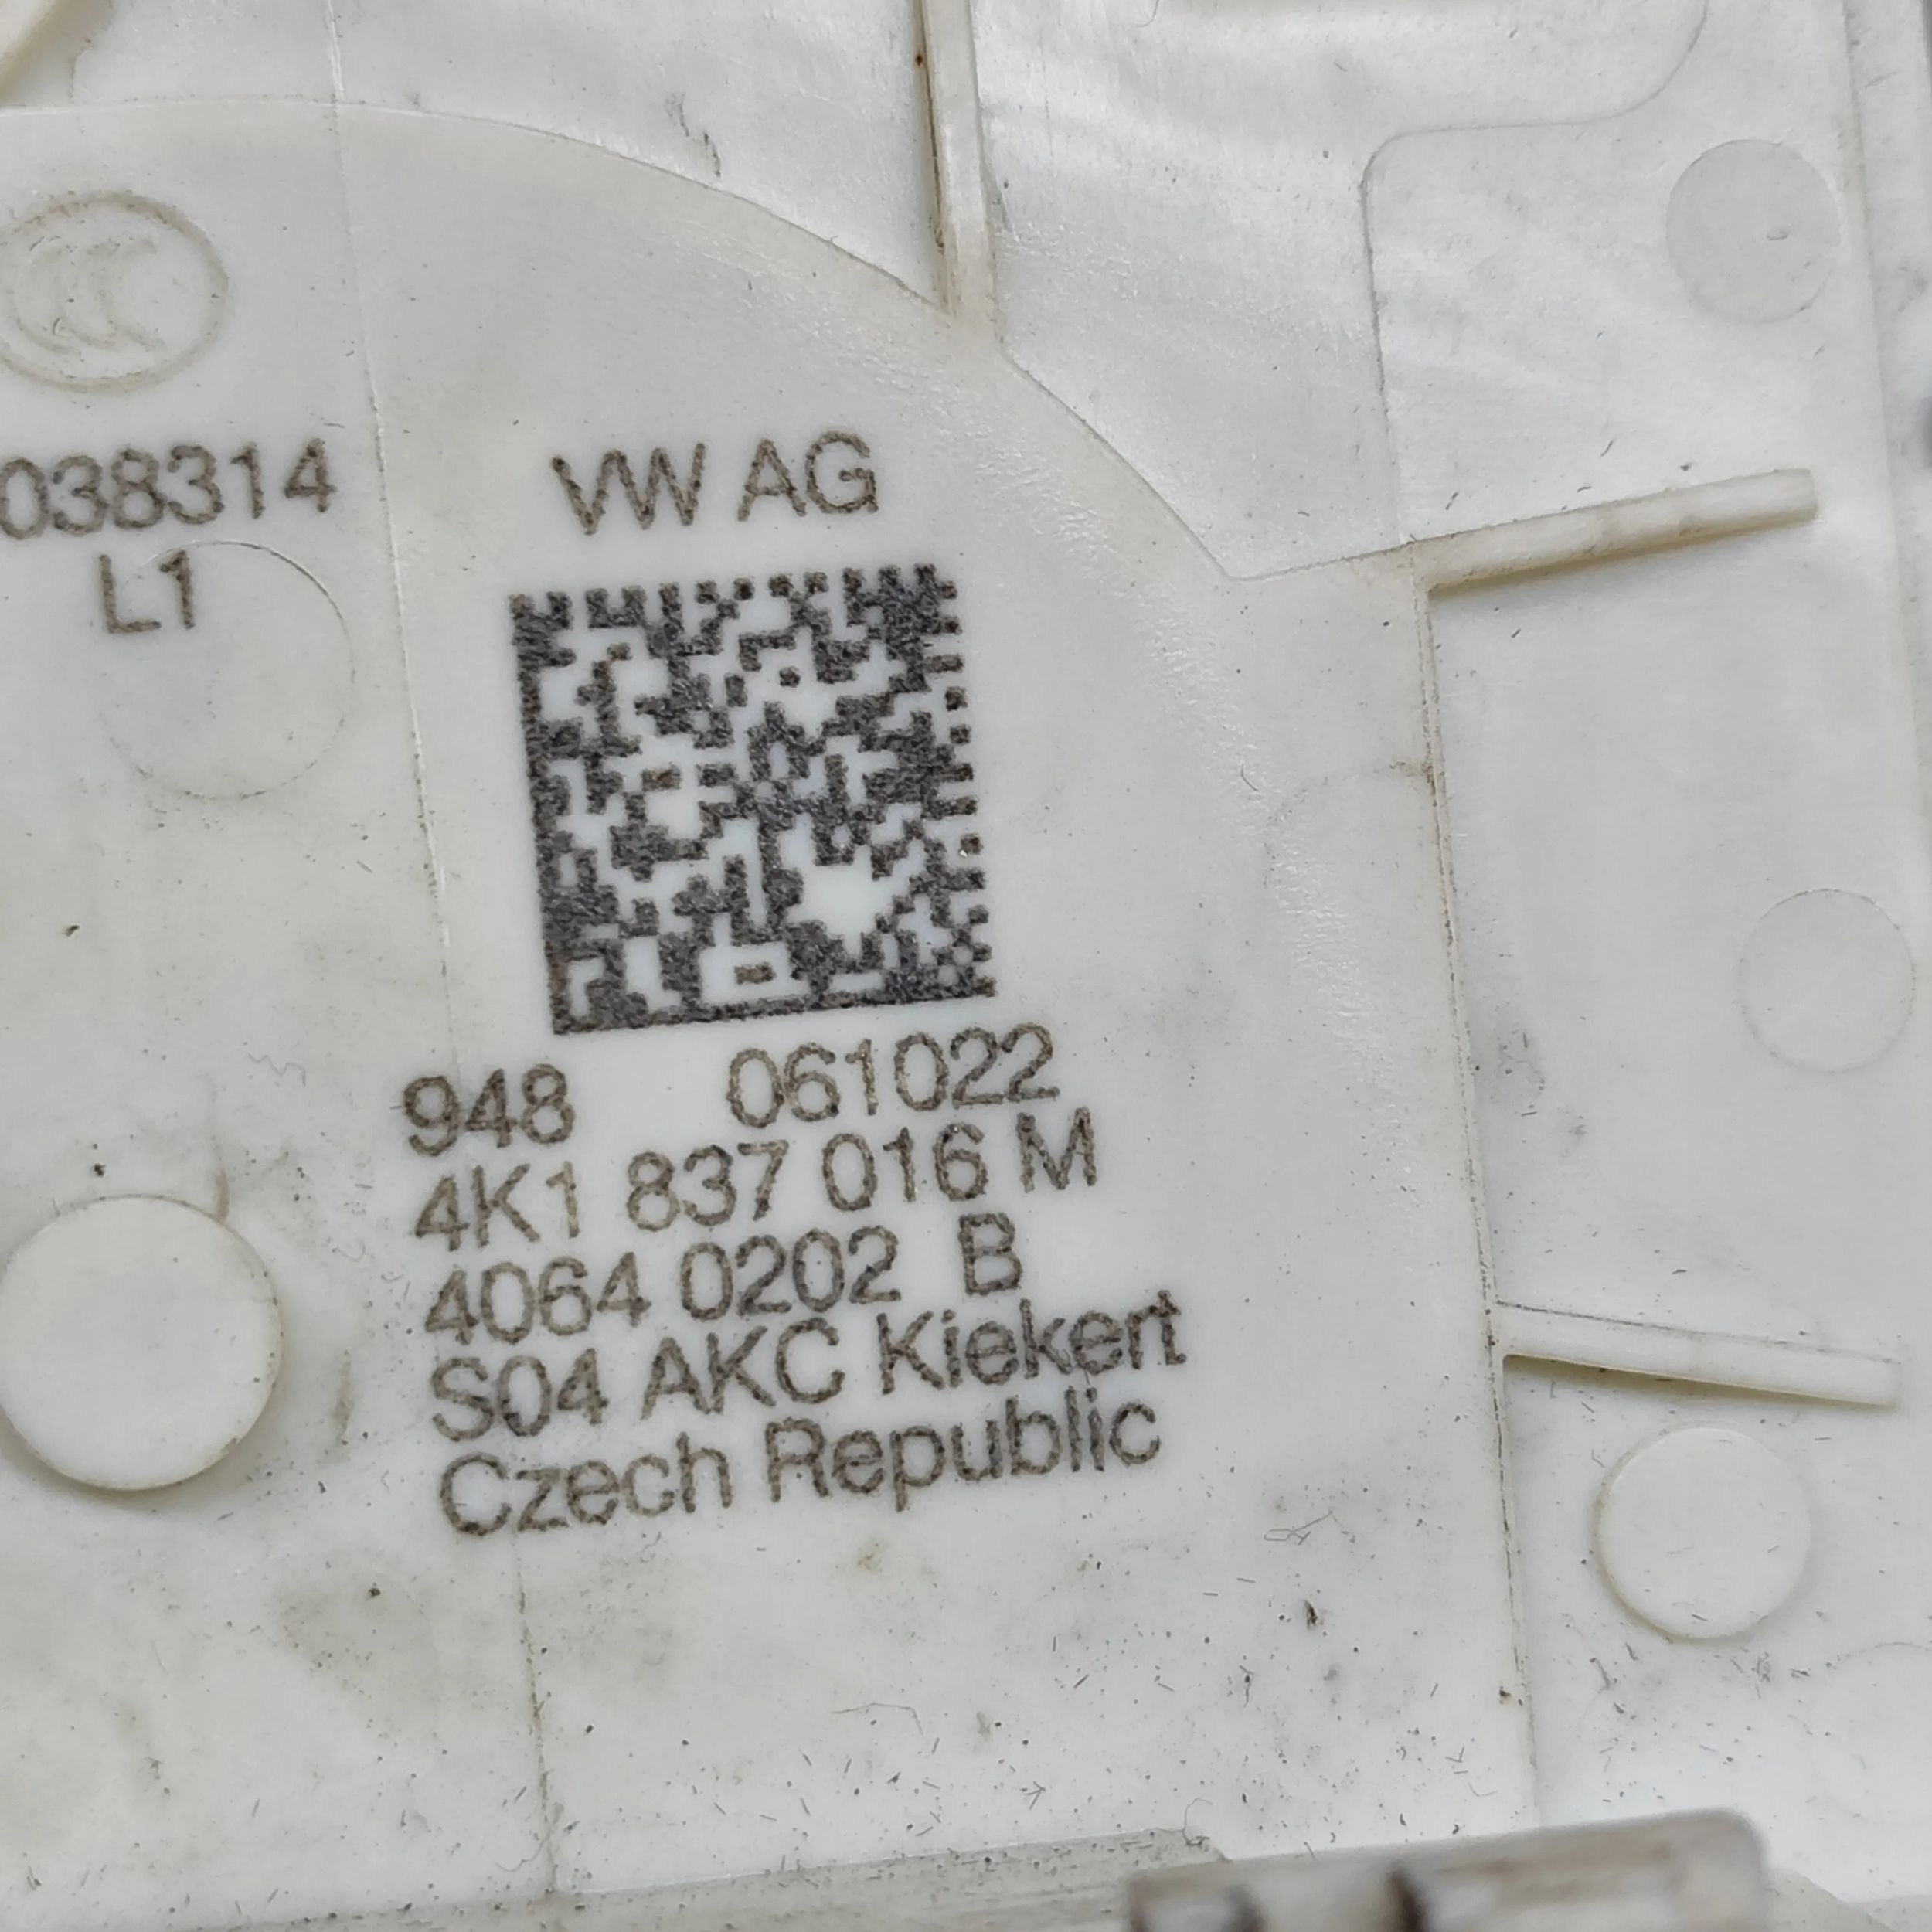 038314
L1
VW AG
948 061022
4K1 837 016 M
4064 0202 B
S04 AKC Kiekert
Czech Republic